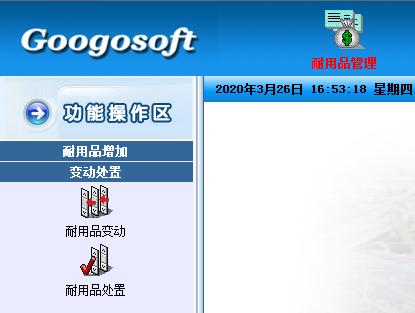 Googosoft
耐用品管理
2020年3月26日 16:53:18 星期四
功能操作区
耐用品增加
变动处置
耐用品变动
耐用品处置